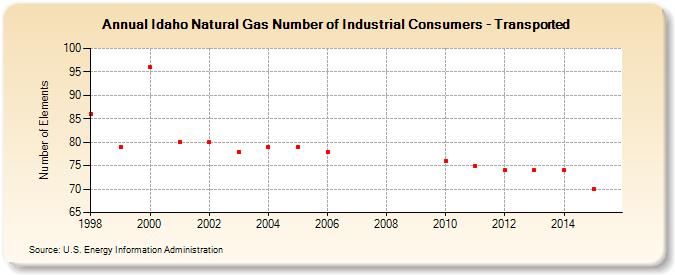 Annual Idaho Natural Gas Number of Industrial Consumers - Transported
Number of Elements
100
95
90
85
80
75
70
65
1998 2000 2002 2004 2006 2008 2010 2012 2014
Source: U.S. Energy Information Administration